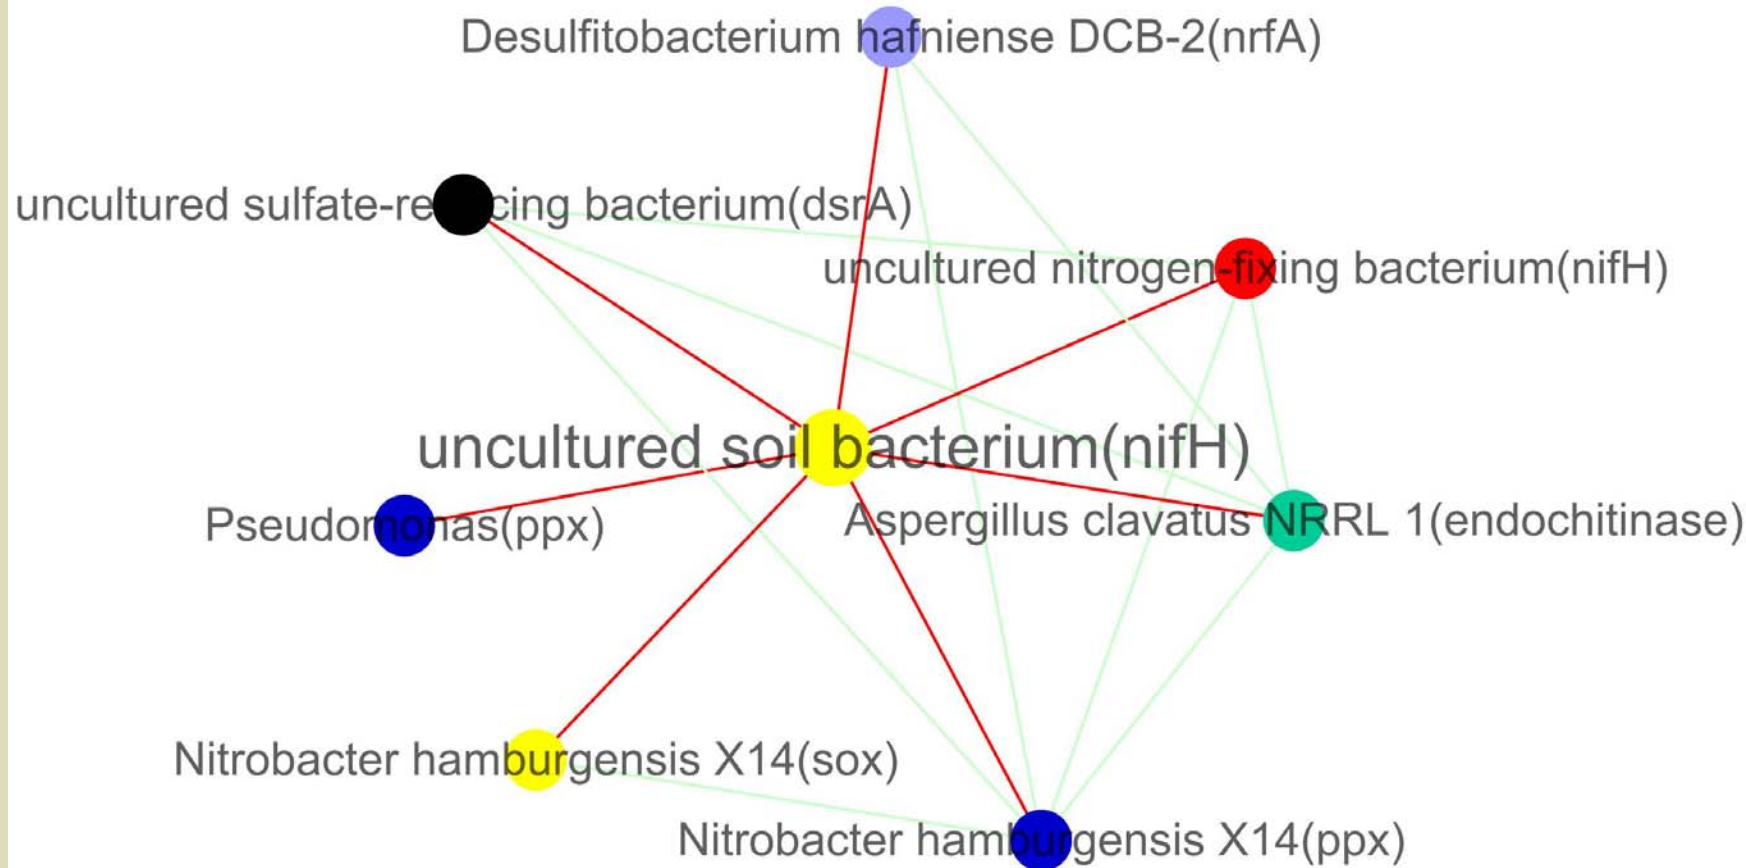 Desulfitobacterium hafniense DCB-2(nrfA)
uncultured sulfate-reducing bacterium(dsrA)
uncultured nitrogen-fixing bacterium(nifH)
uncultured soil bacterium(nifH)
Pseudomonas(ppx)
Aspergillus clavatus NRRL 1(endochitinase)
Nitrobacter hamburgensis X14(sox)
Nitrobacter hamburgensis X14(ppx)